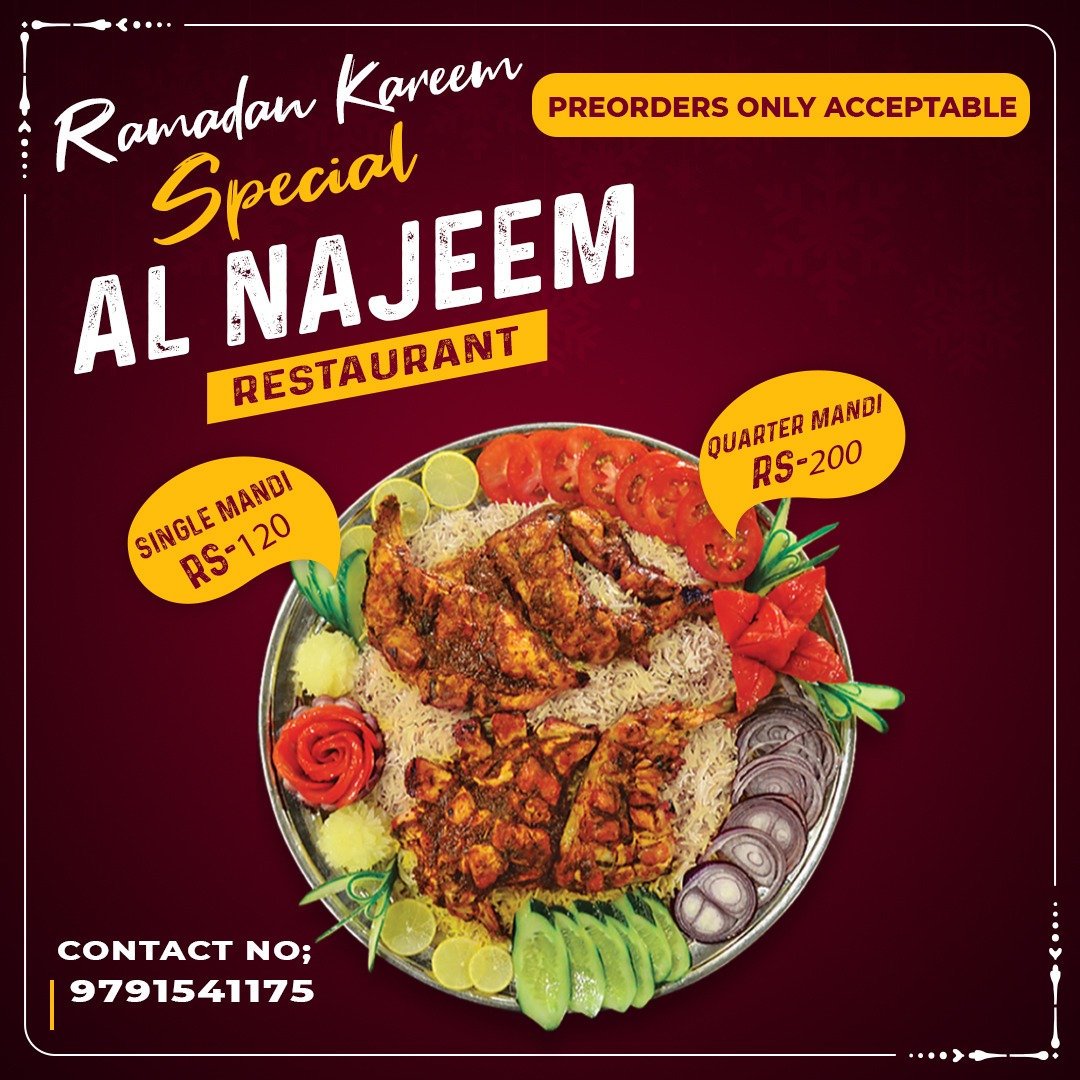 Ramadan Kareem
PREORDERS ONLY ACCEPTABLE
Special
AL NAJEEM
RESTAURANT
QUARTER MANDI
RS-200
SINGLE MANDI
RS-120
CONTACT NO;
9791541175